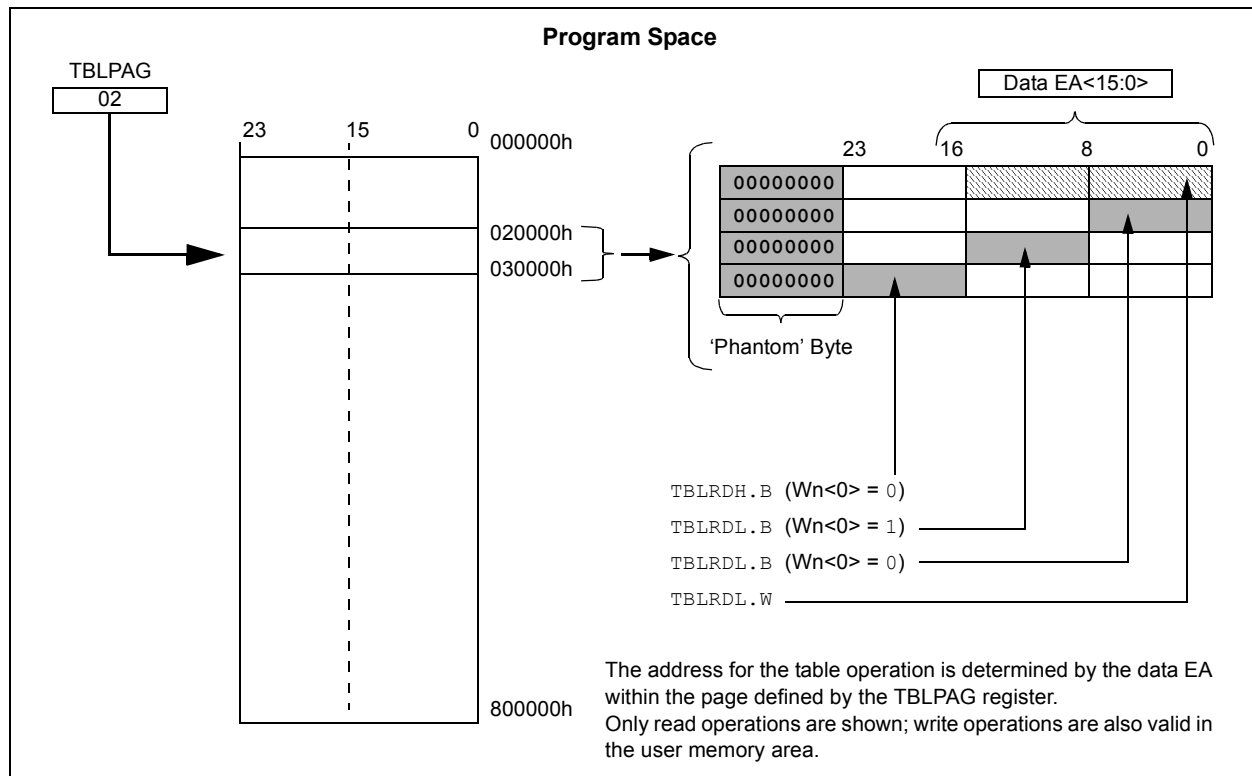 Program Space
TBLPAG
02
Data EA<15:0>
23 15 0
000000h
020000h
030000h
800000h
23 16 8 0
00000000
00000000
00000000
00000000
‘Phantom’ Byte
TBLRDH.B (Wn<0> = 0)
TBLRDL.B (Wn<0> = 1)
TBLRDL.B (Wn<0> = 0)
TBLRDL.W
The address for the table operation is determined by the data EA
within the page defined by the TBLPAG register.
Only read operations are shown; write operations are also valid in
the user memory area.